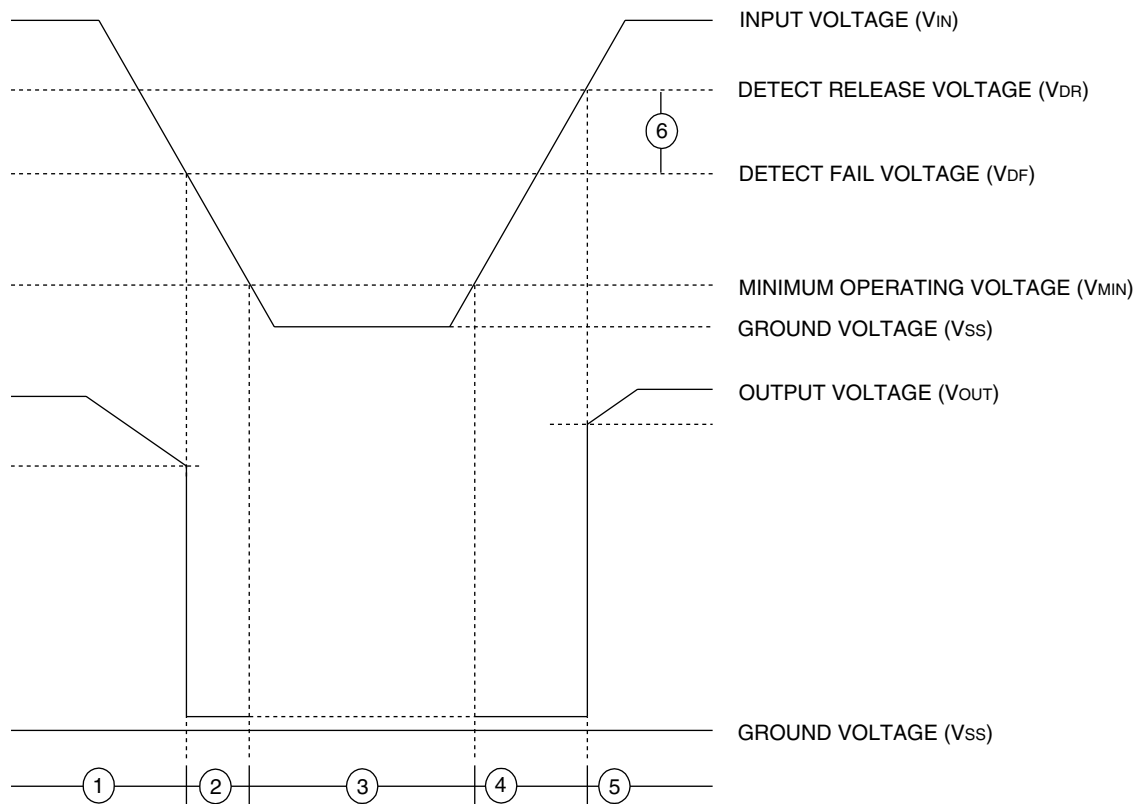 INPUT VOLTAGE (VIN)
DETECT RELEASE VOLTAGE (VDR)
6
DETECT FAIL VOLTAGE (VDF)
MINIMUM OPERATING VOLTAGE (VMIN)
GROUND VOLTAGE (VSS)
OUTPUT VOLTAGE (VOUT)
GROUND VOLTAGE (VSS)
1 2 3 4 5